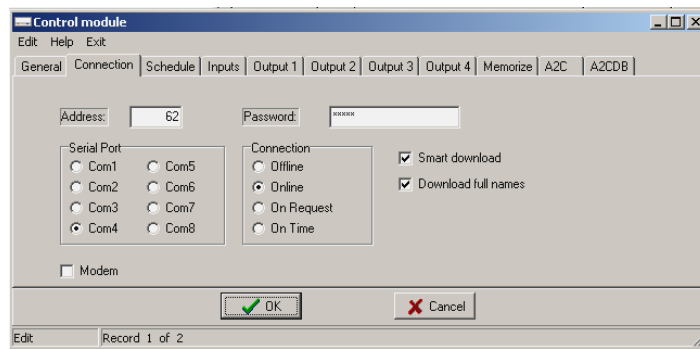 Control module
Edit Help Exit
General Connection Schedule Inputs Output 1 Output 2 Output 3 Output 4 Memorize A2C A2CDB
Address: 62 Password: *****
Serial Port Connection
Com1 Com5 Offline Smart download
Com2 Com6 Online Download full names
Com3 Com7 On Request
Com4 Com8 On Time
Modem
OK Cancel
Edit Record 1 of 2